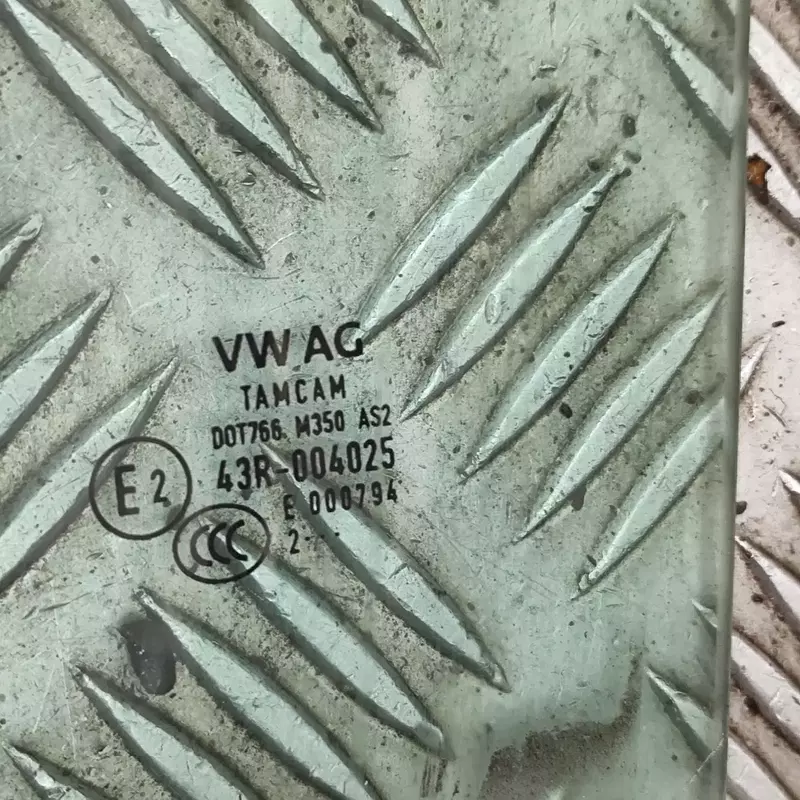 VW AG
TAMCAM
DOT766 M350 AS2
E2 43R-004025
CCC E 000794
2 · · ·